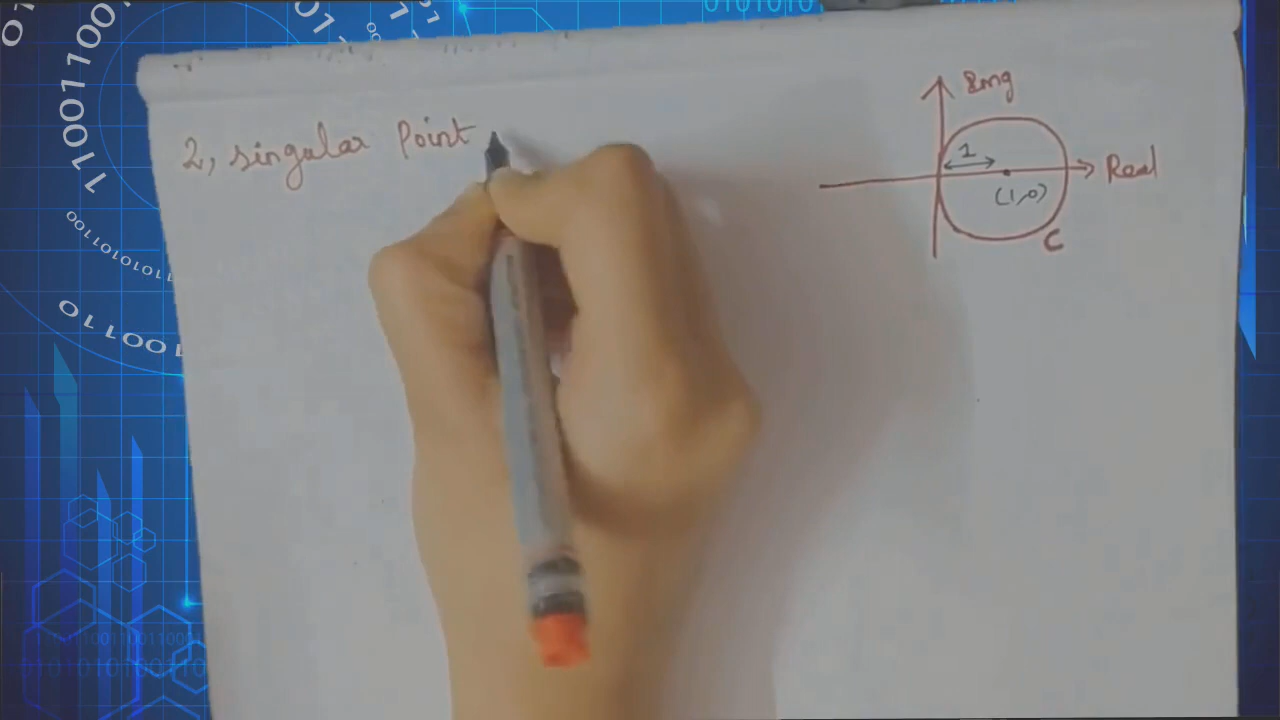 2, singular Point
Img
1
Real
(1,0)
C